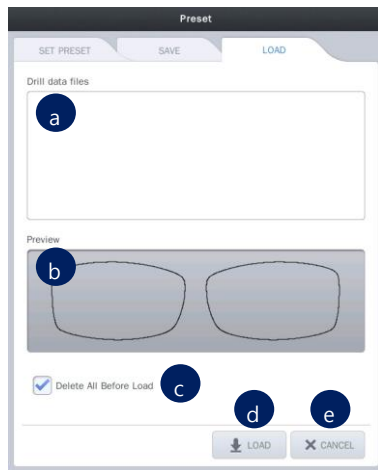 Preset
SET PRESET SAVE LOAD
Drill data files
a
Preview
b
Delete All Before Load
c
d e
LOAD CANCEL